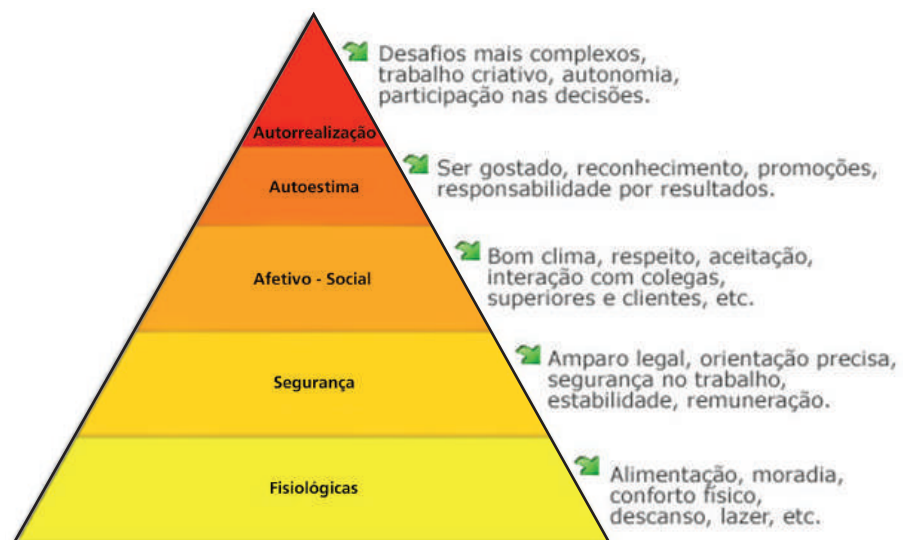 Desafios mais complexos,
trabalho criativo, autonomia,
participação nas decisões.
Autorrealização
Ser gostado, reconhecimento, promoções,
responsabilidade por resultados.
Autoestima
Bom clima, respeito, aceitação,
interação com colegas,
superiores e clientes, etc.
Afetivo - Social
Amparo legal, orientação precisa,
segurança no trabalho,
estabilidade, remuneração.
Segurança
Alimentação, moradia,
conforto físico,
descanso, lazer, etc.
Fisiológicas